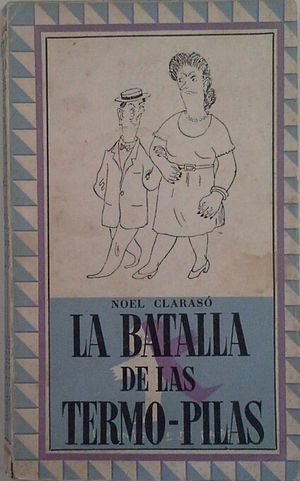 NOEL CLARASÓ
LA BATALLA
DE LAS
TERMO-PILAS